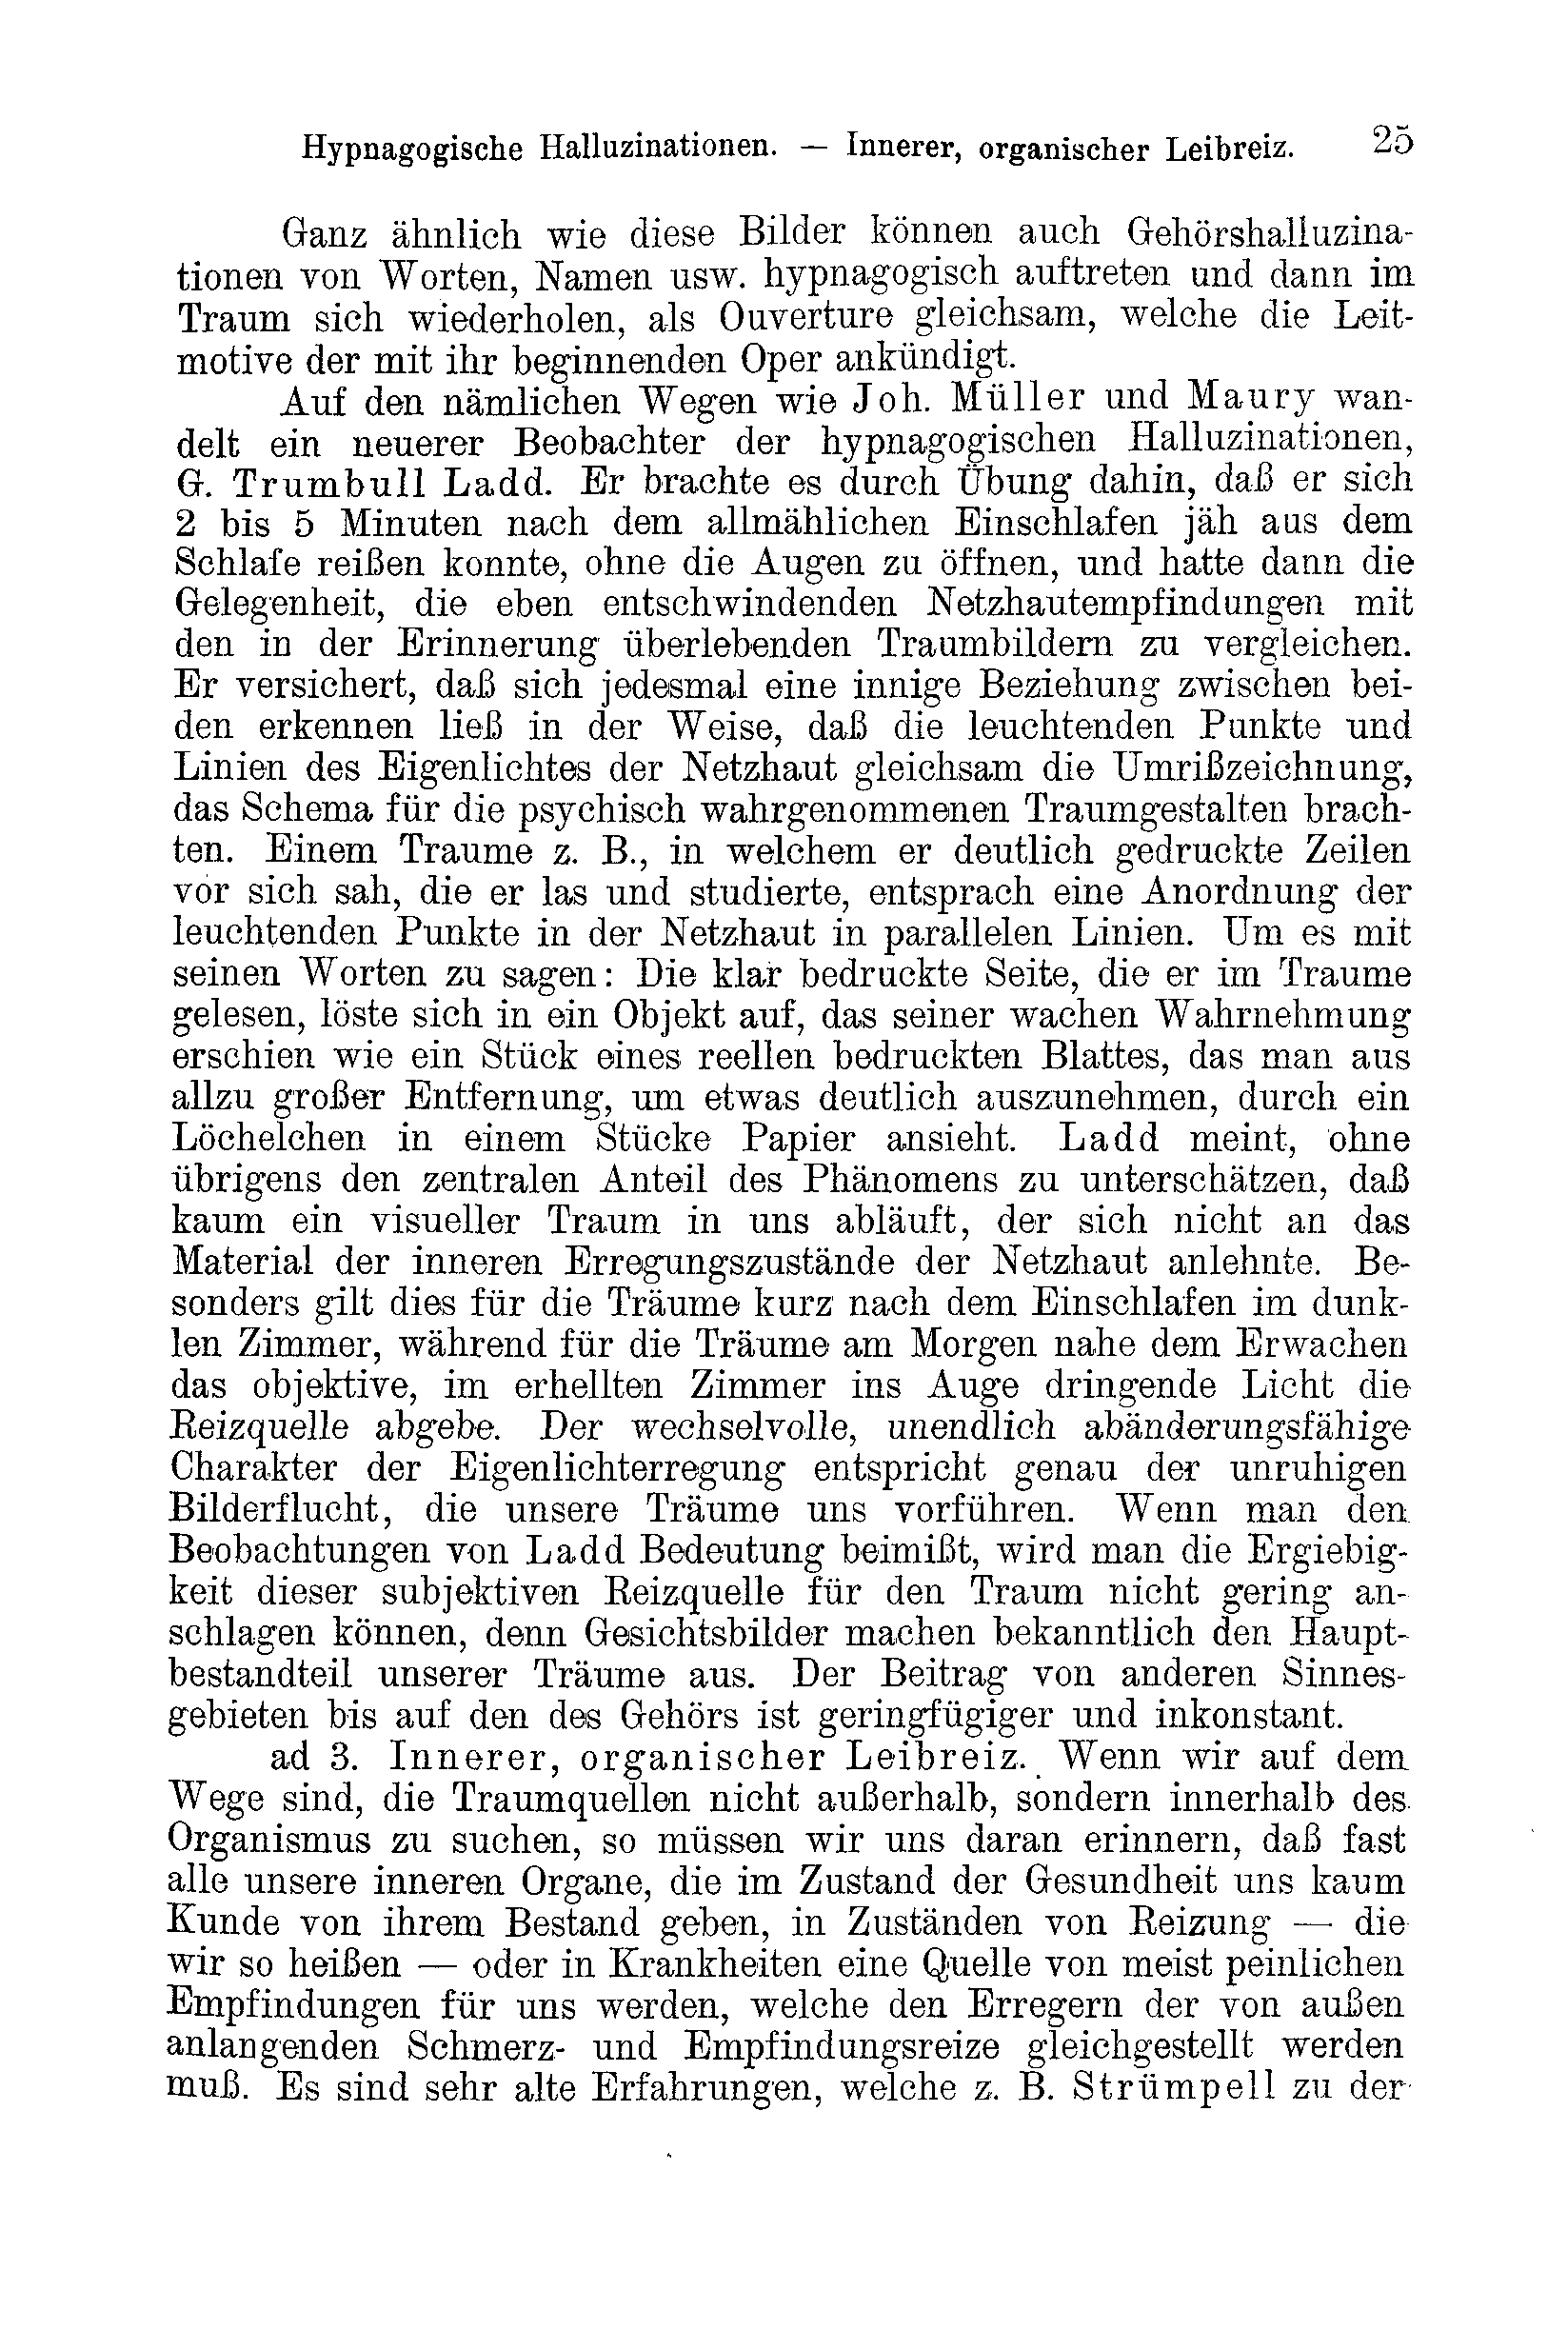 Hypnagogische Halluzinationen. — Innerer, organischer Leibreiz. 25
Ganz ähnlich wie diese Bilder können auch Gehörshalluzina-
tionen von Worten, Namen usw. hypnagogisch auftreten und dann im
Traum sich wiederholen, als Ouverture gleichsam, welche die Leit-
motive der mit ihr beginnenden Oper ankündigt.
Auf den nämlichen Wegen wie Joh. Müller und Maury wan-
delt ein neuerer Beobachter der hypnagogischen Halluzinationen,
G. Trumbull Ladd. Er brachte es durch Übung dahin, daß er sich
2 bis 5 Minuten nach dem allmählichen Einschlafen jäh aus dem
Schlafe reißen konnte, ohne die Augen zu öffnen, und hatte dann die
Gelegenheit, die eben entschwindenden Netzhautempfindungen mit
den in der Erinnerung überlebenden Traumbildern zu vergleichen.
Er versichert, daß sich jedesmal eine innige Beziehung zwischen bei-
den erkennen ließ in der Weise, daß die leuchtenden Punkte und
Linien des Eigenlichtes der Netzhaut gleichsam die Umrißzeichnung,
das Schema für die psychisch wahrgenommenen Traumgestalten brach-
ten. Einem Traume z. B., in welchem er deutlich gedruckte Zeilen
vor sich sah, die er las und studierte, entsprach eine Anordnung der
leuchtenden Punkte in der Netzhaut in parallelen Linien. Um es mit
seinen Worten zu sagen: Die klar bedruckte Seite, die er im Traume
gelesen, löste sich in ein Objekt auf, das seiner wachen Wahrnehmung
erschien wie ein Stück eines reellen bedruckten Blattes, das man aus
allzu großer Entfernung, um etwas deutlich auszunehmen, durch ein
Löchelchen in einem Stücke Papier ansieht. Ladd meint, ohne
übrigens den zentralen Anteil des Phänomens zu unterschätzen, daß
kaum ein visueller Traum in uns abläuft, der sich nicht an das
Material der inneren Erregungszustände der Netzhaut anlehnte. Be-
sonders gilt dies für die Träume kurz nach dem Einschlafen im dunk-
len Zimmer, während für die Träume am Morgen nahe dem Erwachen
das objektive, im erhellten Zimmer ins Auge dringende Licht die
Reizquelle abgebe. Der wechselvolle, unendlich abänderungsfähige
Charakter der Eigenlichterregung entspricht genau der unruhigen
Bilderflucht, die unsere Träume uns vorführen. Wenn man den
Beobachtungen von Ladd Bedeutung beimißt, wird man die Ergiebig-
keit dieser subjektiven Reizquelle für den Traum nicht gering an-
schlagen können, denn Gesichtsbilder machen bekanntlich den Haupt-
bestandteil unserer Träume aus. Der Beitrag von anderen Sinnes-
gebieten bis auf den des Gehörs ist geringfügiger und inkonstant.
ad 3. Innerer, organischer Leibreiz. Wenn wir auf dem
Wege sind, die Traumquellen nicht außerhalb, sondern innerhalb des
Organismus zu suchen, so müssen wir uns daran erinnern, daß fast
alle unsere inneren Organe, die im Zustand der Gesundheit uns kaum
Kunde von ihrem Bestand geben, in Zuständen von Reizung — die
wir so heißen — oder in Krankheiten eine Quelle von meist peinlichen
Empfindungen für uns werden, welche den Erregern der von außen
anlangenden Schmerz- und Empfindungsreize gleichgestellt werden
muß. Es sind sehr alte Erfahrungen, welche z. B. Strümpell zu der